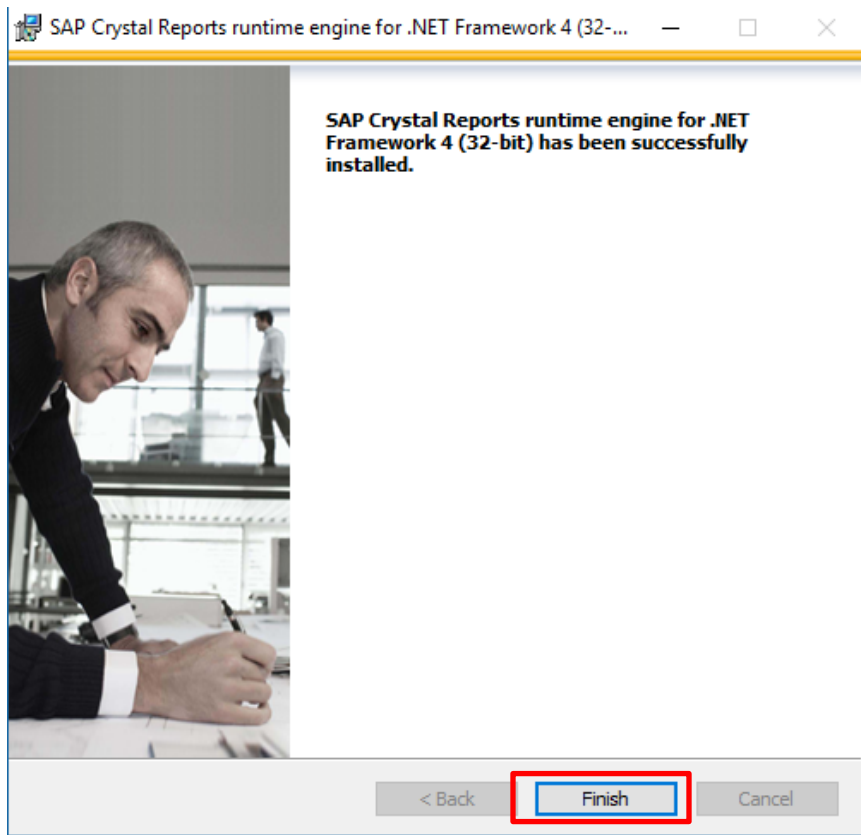 SAP Crystal Reports runtime engine for .NET Framework 4 (32-...
SAP Crystal Reports runtime engine for .NET
Framework 4 (32-bit) has been successfully
installed.
< Back
Finish
Cancel